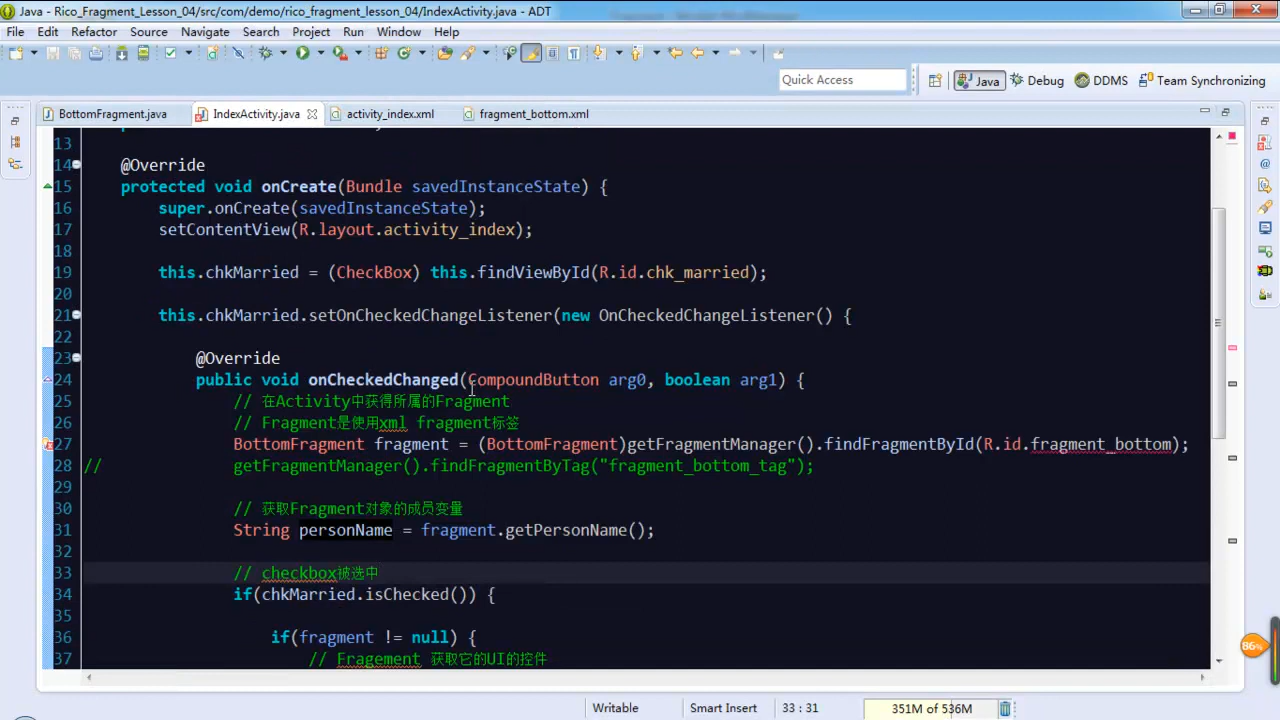 Java - Rico_Fragment_Lesson_04/src/com/demo/rico_fragment_lesson_04/IndexActivity.java - ADT
File Edit Refactor Source Navigate Search Project Run Window Help
Quick Access
Java
Debug
DDMS
Team Synchronizing
BottomFragment.java
IndexActivity.java
activity_index.xml
fragment_bottom.xml
13
14 @Override
15 protected void onCreate(Bundle savedInstanceState) {
16 super.onCreate(savedInstanceState);
17 setContentView(R.layout.activity_index);
18
19 this.chkMarried = (CheckBox) this.findViewById(R.id.chk_married);
20
21 this.chkMarried.setOnCheckedChangeListener(new OnCheckedChangeListener() {
22
23 @Override
24 public void onCheckedChanged(CompoundButton arg0, boolean arg1) {
25 // 在Activity中获得所属的Fragment
26 // Fragment是使用xml fragment标签
27 BottomFragment fragment = (BottomFragment)getFragmentManager().findFragmentById(R.id.fragment_bottom);
28 // getFragmentManager().findFragmentByTag("fragment_bottom_tag");
29
30 // 获取Fragment对象的成员变量
31 String personName = fragment.getPersonName();
32
33 // checkbox被选中
34 if(chkMarried.isChecked()) {
35
36 if(fragment != null) {
37 // Fragement 获取它的UI的控件
86%
Writable
Smart Insert
33 : 31
351M of 536M